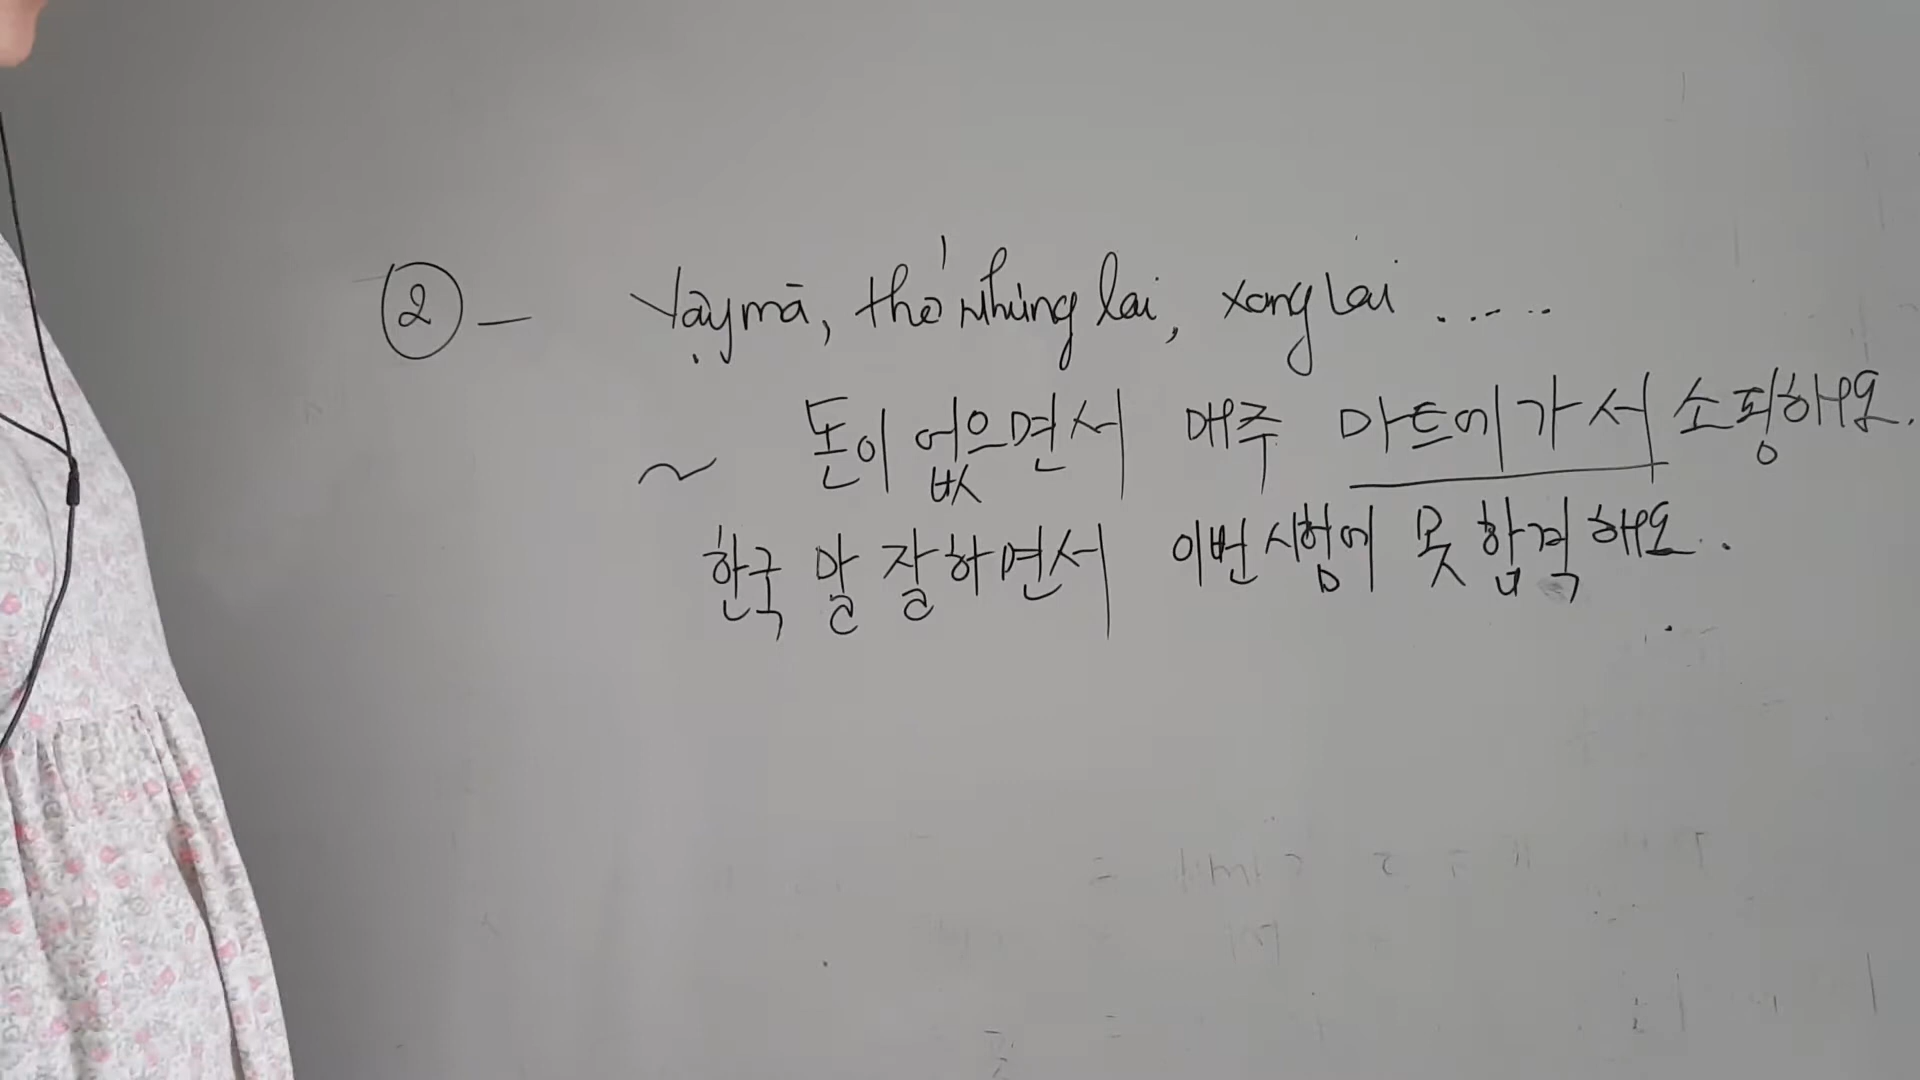 ② - Vậy mà, thế nhưng lại, xong lại .....
~ 돈이 없으면서 매주 마트에 가서 소핑해요.
한국말 잘하면서 이번 시험에 못 합격해요.